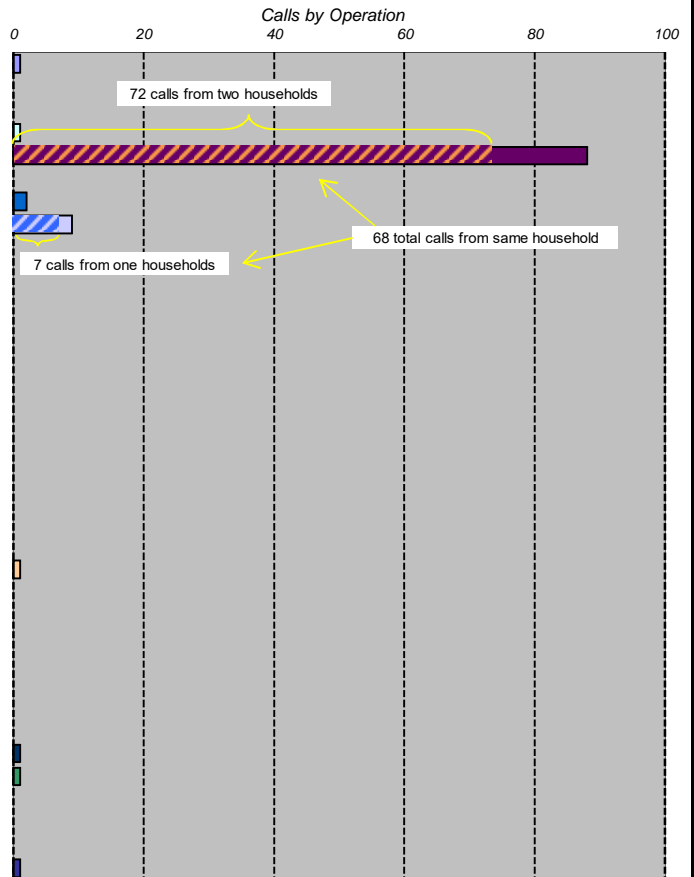 Calls by Operation
0 20 40 60 80 100
72 calls from two households
68 total calls from same household
7 calls from one households